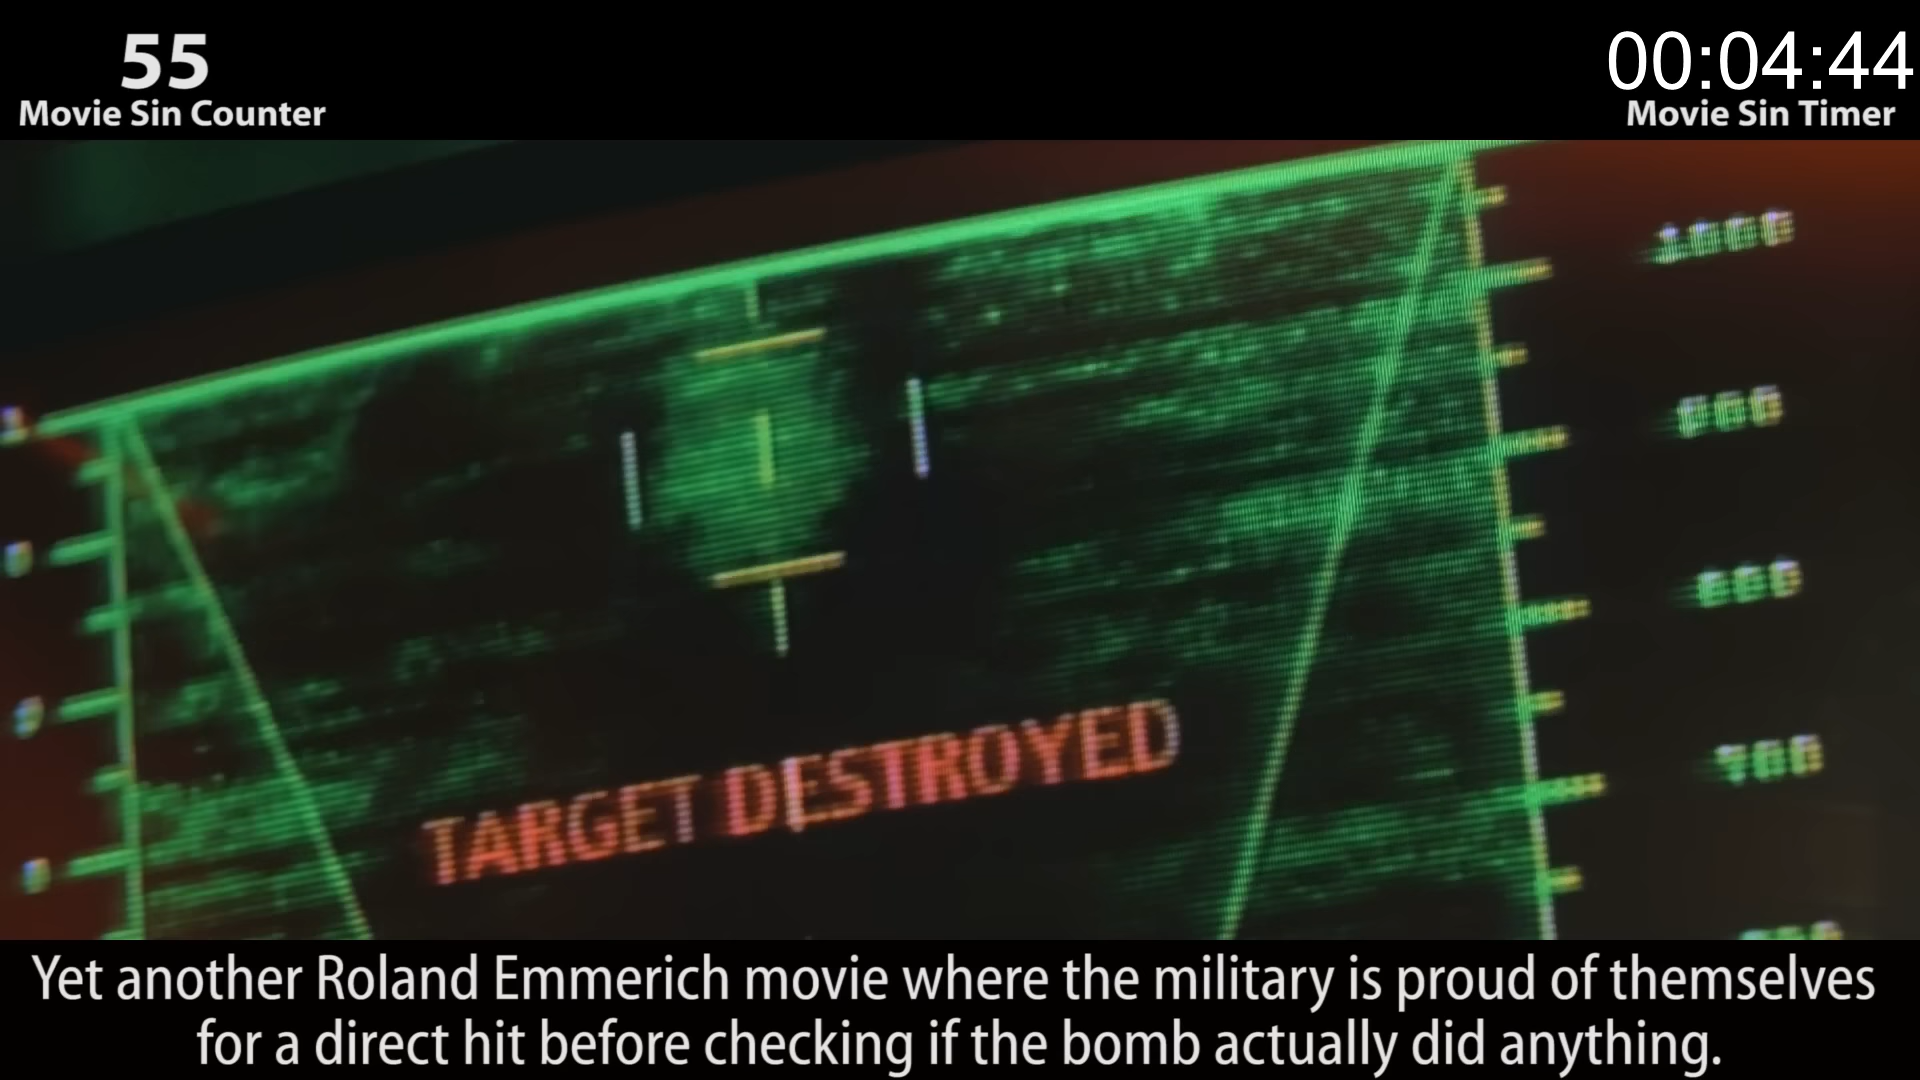 55
Movie Sin Counter
00:04:44
Movie Sin Timer
TARGET DESTROYED
700
Yet another Roland Emmerich movie where the military is proud of themselves
for a direct hit before checking if the bomb actually did anything.